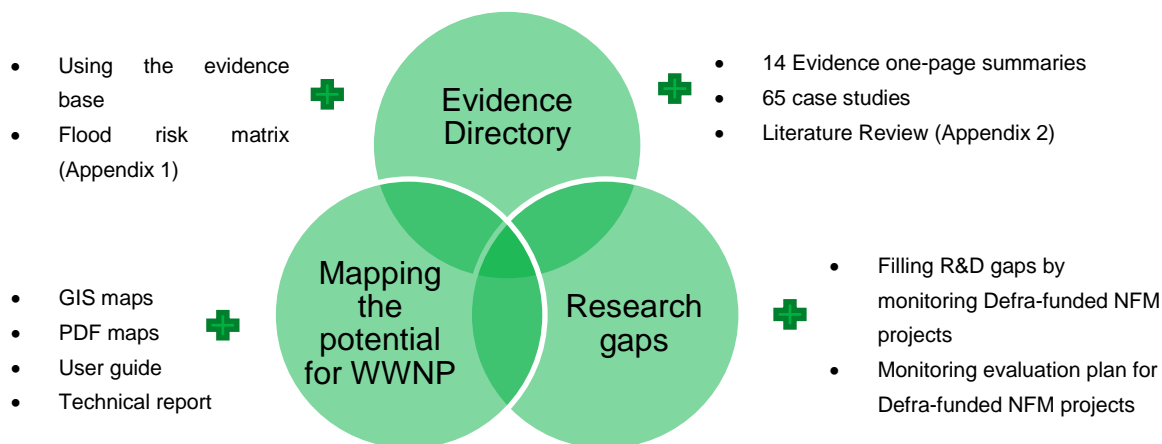 • Using the evidence
base
• Flood risk matrix
(Appendix 1)
Evidence
Directory
• 14 Evidence one-page summaries
• 65 case studies
• Literature Review (Appendix 2)
• GIS maps
• PDF maps
• User guide
• Technical report
Mapping
the
potential
for WWNP
Research
gaps
• Filling R&D gaps by
monitoring Defra-funded NFM
projects
• Monitoring evaluation plan for
Defra-funded NFM projects